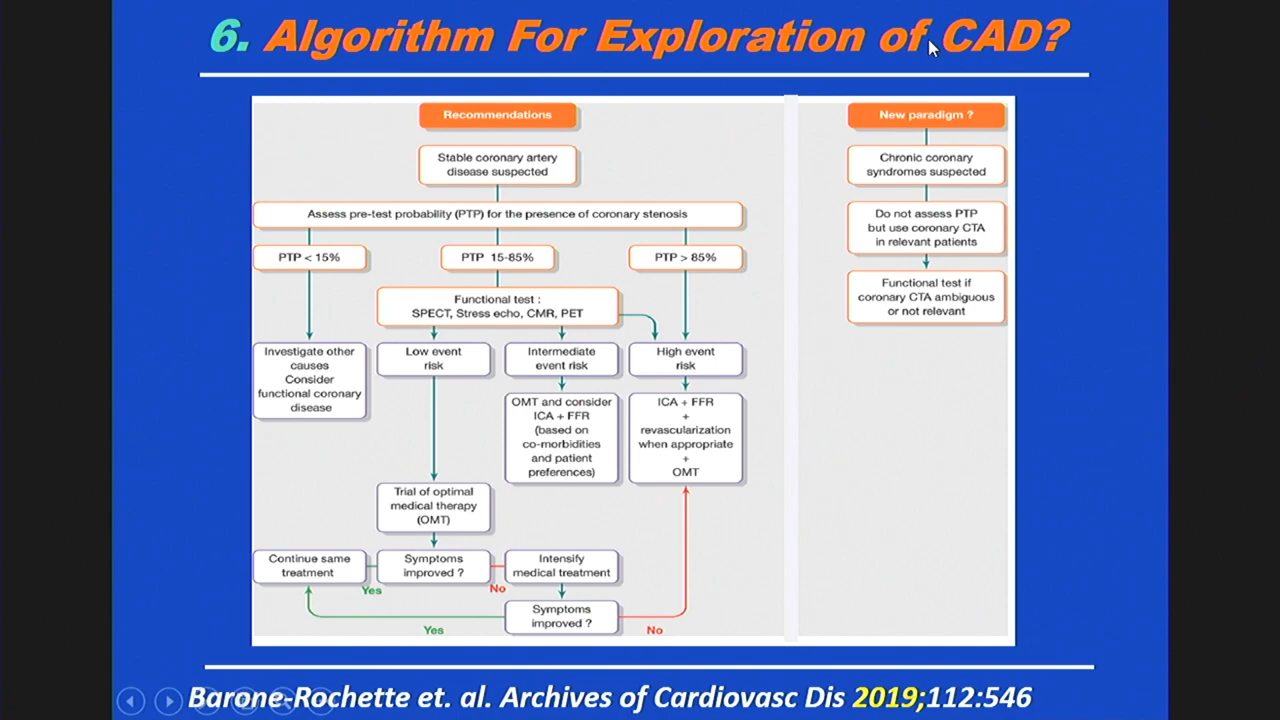 6. Algorithm For Exploration of CAD?
Recommendations
Stable coronary artery
disease suspected
Assess pre-test probability (PTP) for the presence of coronary stenosis
PTP < 15%
PTP 15-85%
PTP > 85%
Functional test :
SPECT, Stress echo, CMR, PET
Investigate other
causes
Consider
functional coronary
disease
Low event
risk
Intermediate
event risk
High event
risk
OMT and consider
ICA + FFR
(based on
co-morbidities
and patient
preferences)
ICA + FFR
+
revascularization
when appropriate
+
OMT
Trial of optimal
medical therapy
(OMT)
Continue same
treatment
Symptoms
improved ?
Intensify
medical treatment
Yes
No
Symptoms
improved ?
Yes
No
New paradigm ?
Chronic coronary
syndromes suspected
Do not assess PTP
but use coronary CTA
in relevant patients
Functional test if
coronary CTA ambiguous
or not relevant
Barone-Rochette et. al. Archives of Cardiovasc Dis 2019;112:546